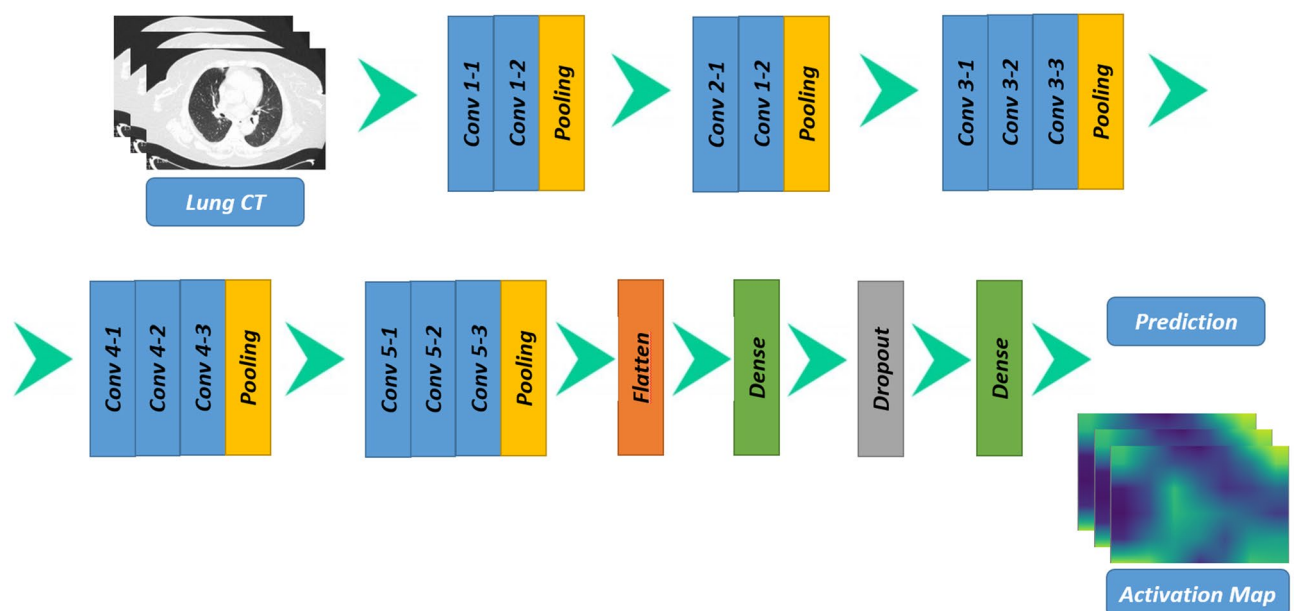 Conv 1-1
Conv 1-2
Pooling
Conv 2-1
Conv 1-2
Pooling
Conv 3-1
Conv 3-2
Conv 3-3
Pooling
Lung CT
Conv 4-1
Conv 4-2
Conv 4-3
Pooling
Conv 5-1
Conv 5-2
Conv 5-3
Pooling
Flatten
Dense
Dropout
Dense
Prediction
Activation Map